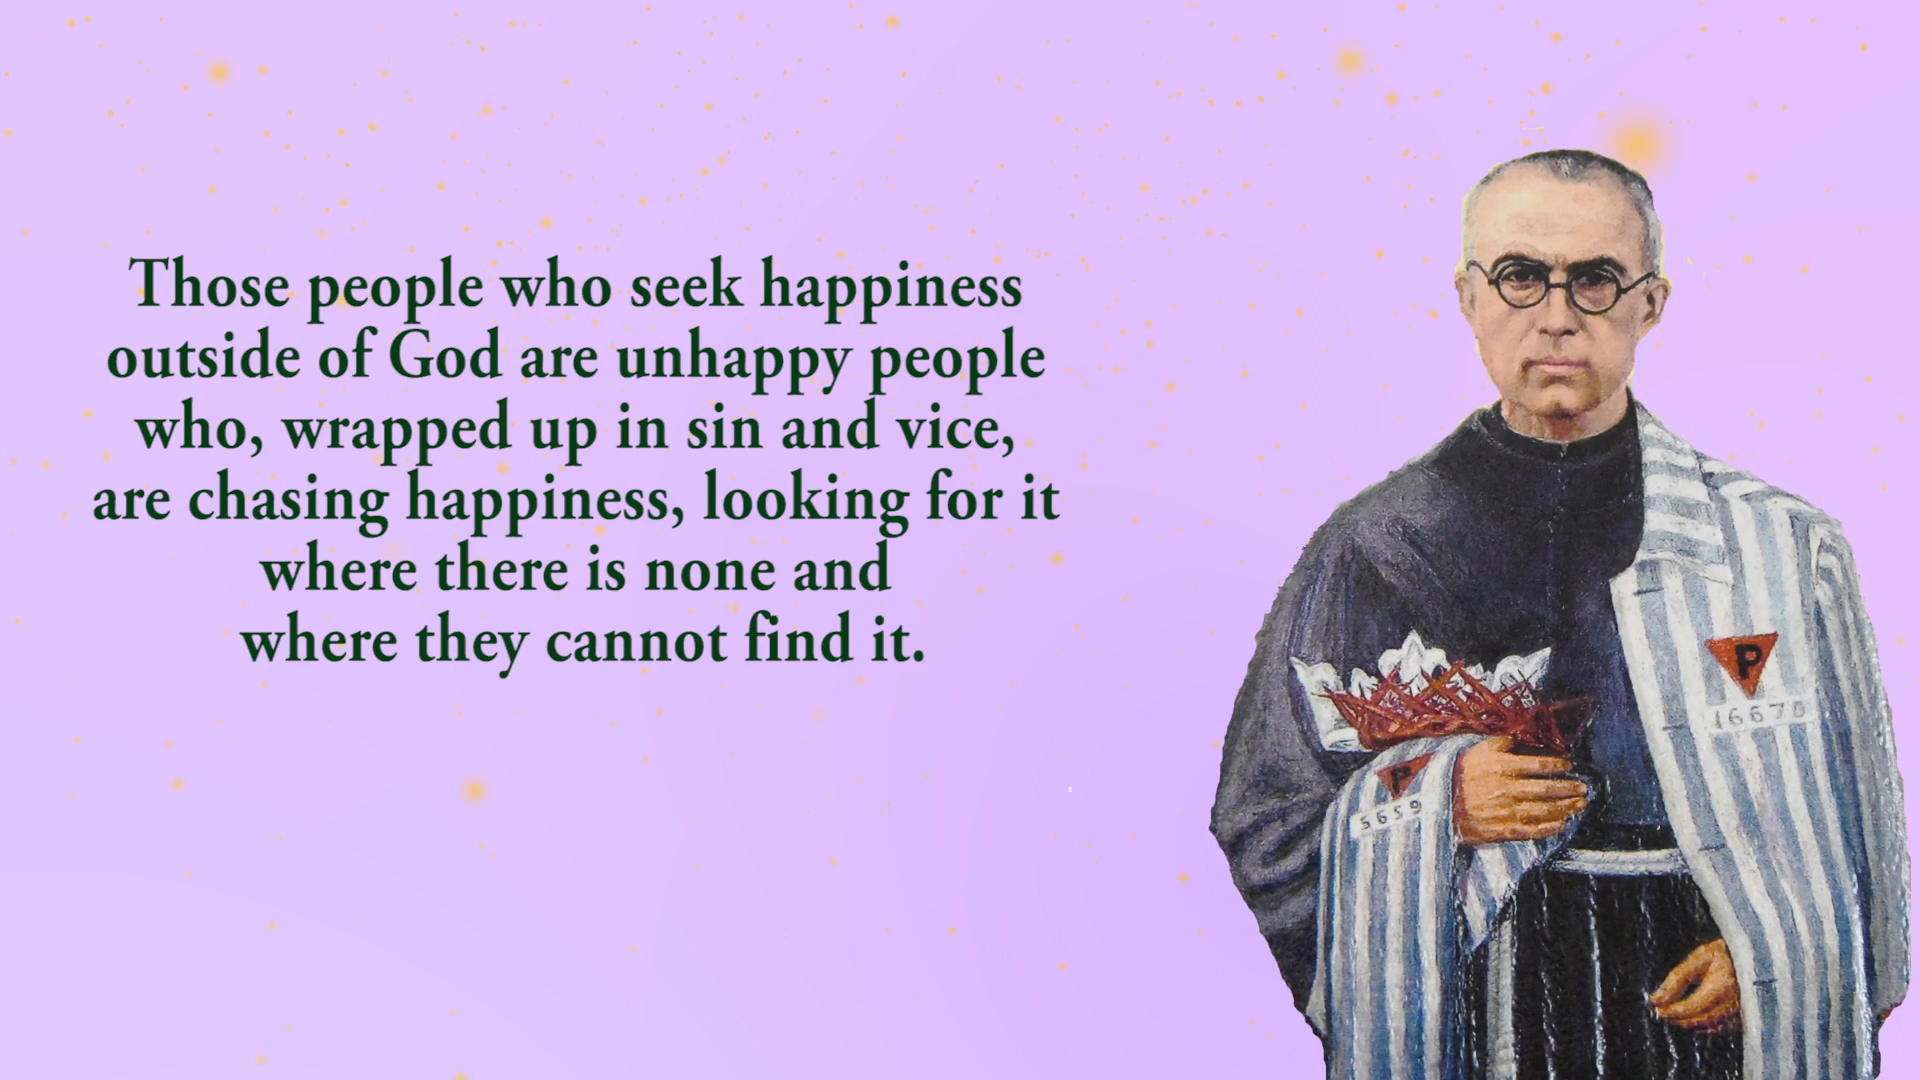 Those people who seek happiness
outside of God are unhappy people
who, wrapped up in sin and vice,
are chasing happiness, looking for it
where there is none and
where they cannot find it.
P
16670
P
5659